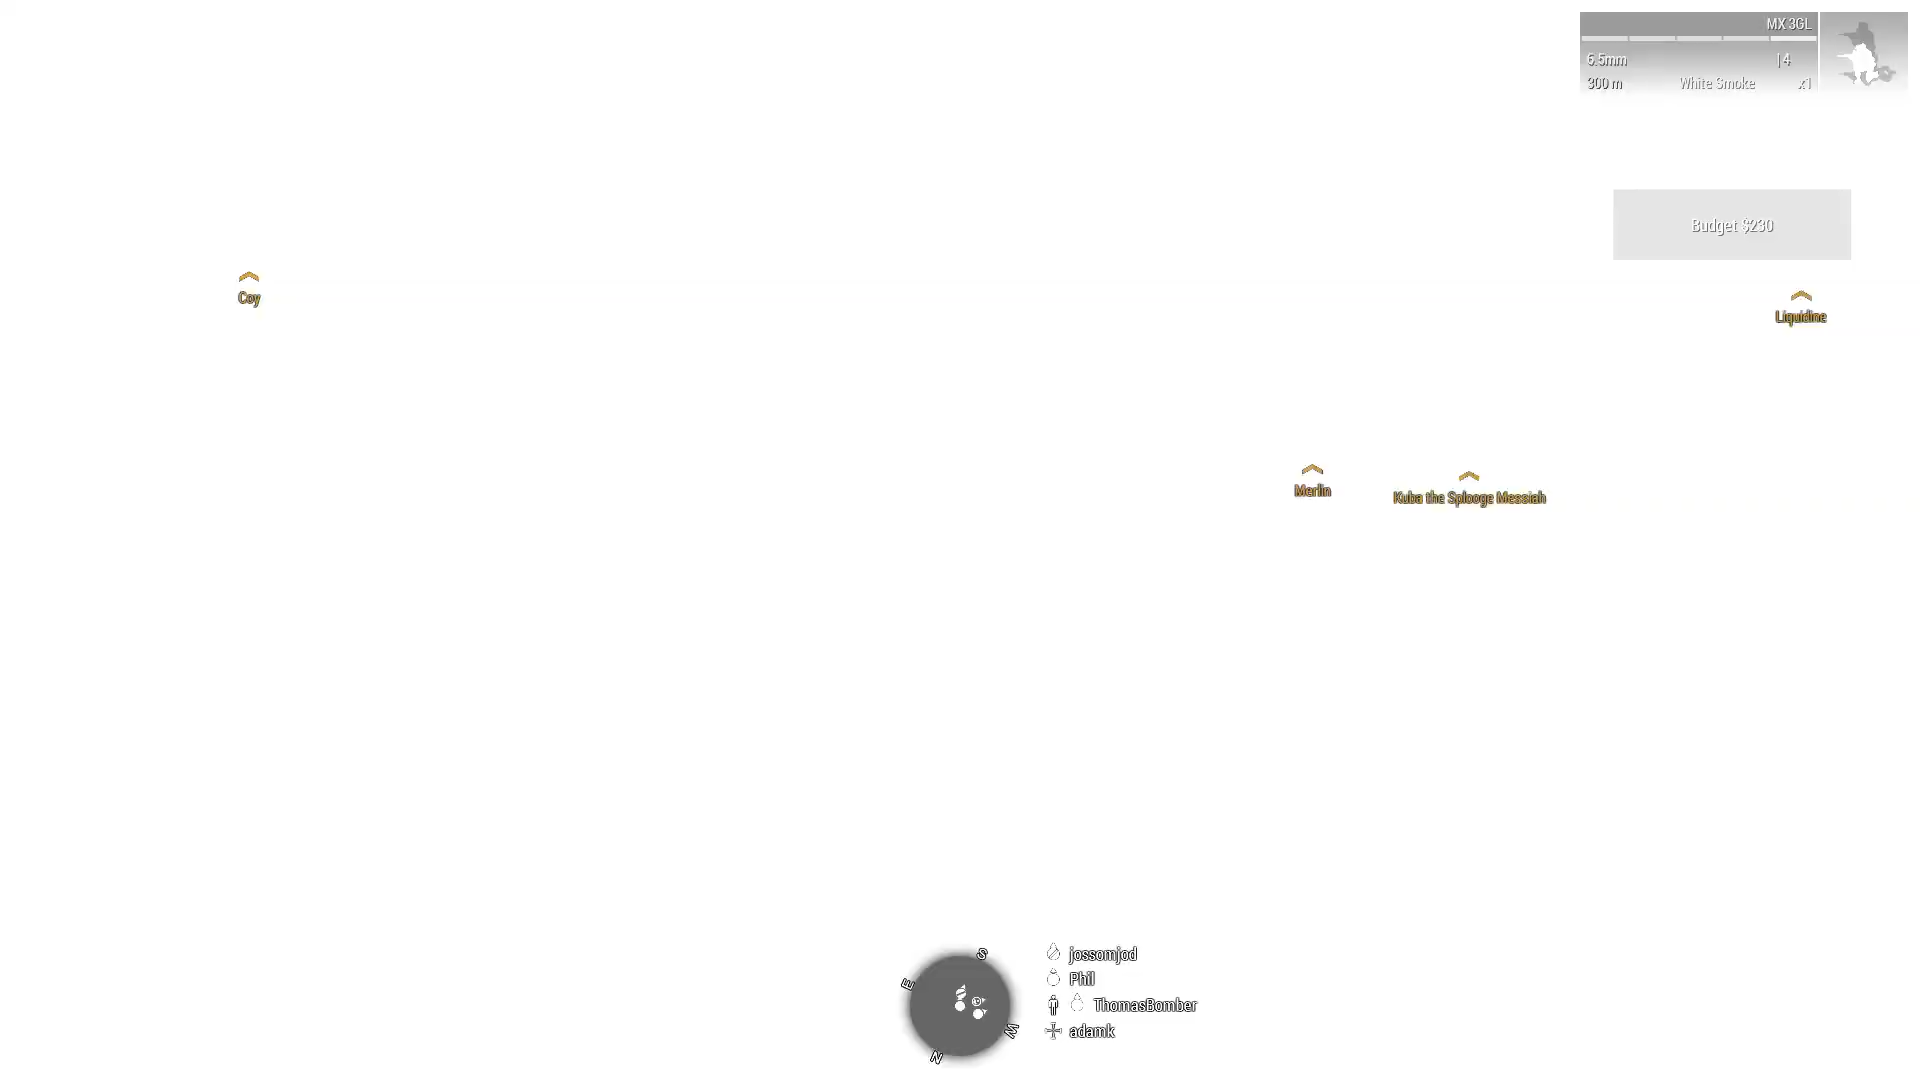 MX 3GL
6.5mm | 4
300 m White Smoke x1
Budget $230
Coy
Liquidine
Merlin
Kuba the Splooge Messiah
S
E
W
N
jossomjod
Phil
ThomasBomber
adamk